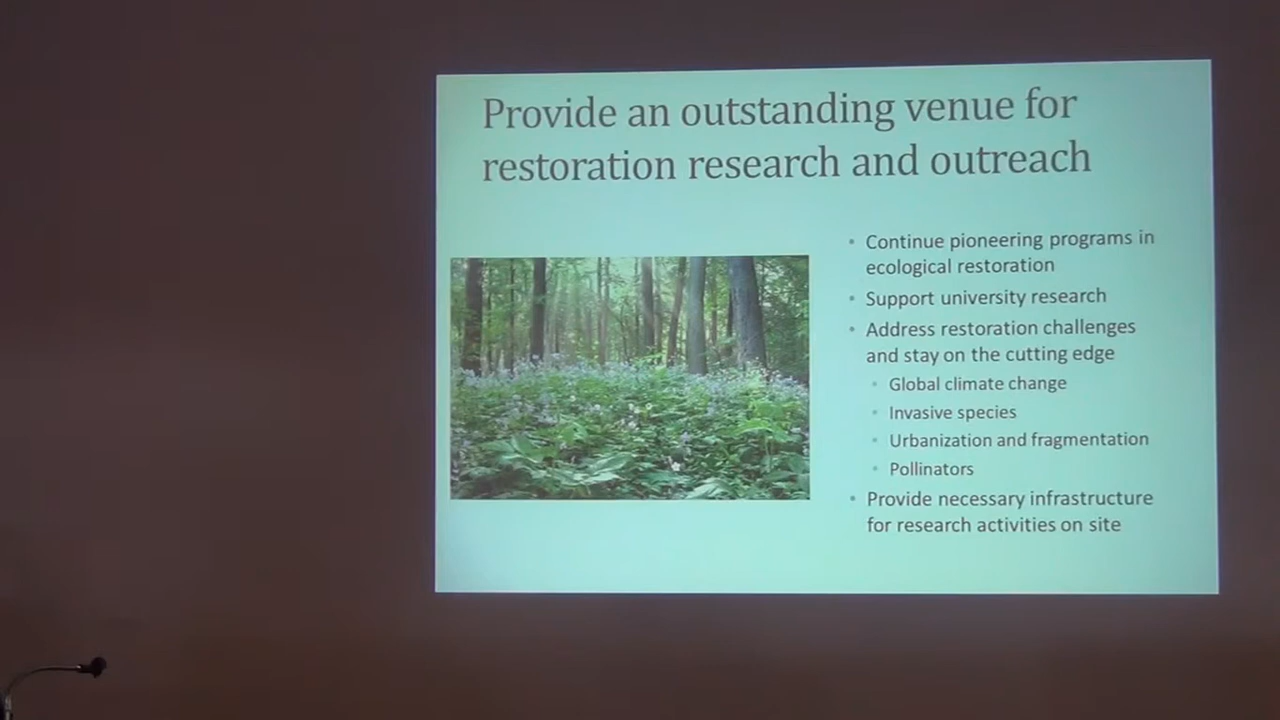 Provide an outstanding venue for
restoration research and outreach
• Continue pioneering programs in
ecological restoration
• Support university research
• Address restoration challenges
and stay on the cutting edge
• Global climate change
• Invasive species
• Urbanization and fragmentation
• Pollinators
• Provide necessary infrastructure
for research activities on site